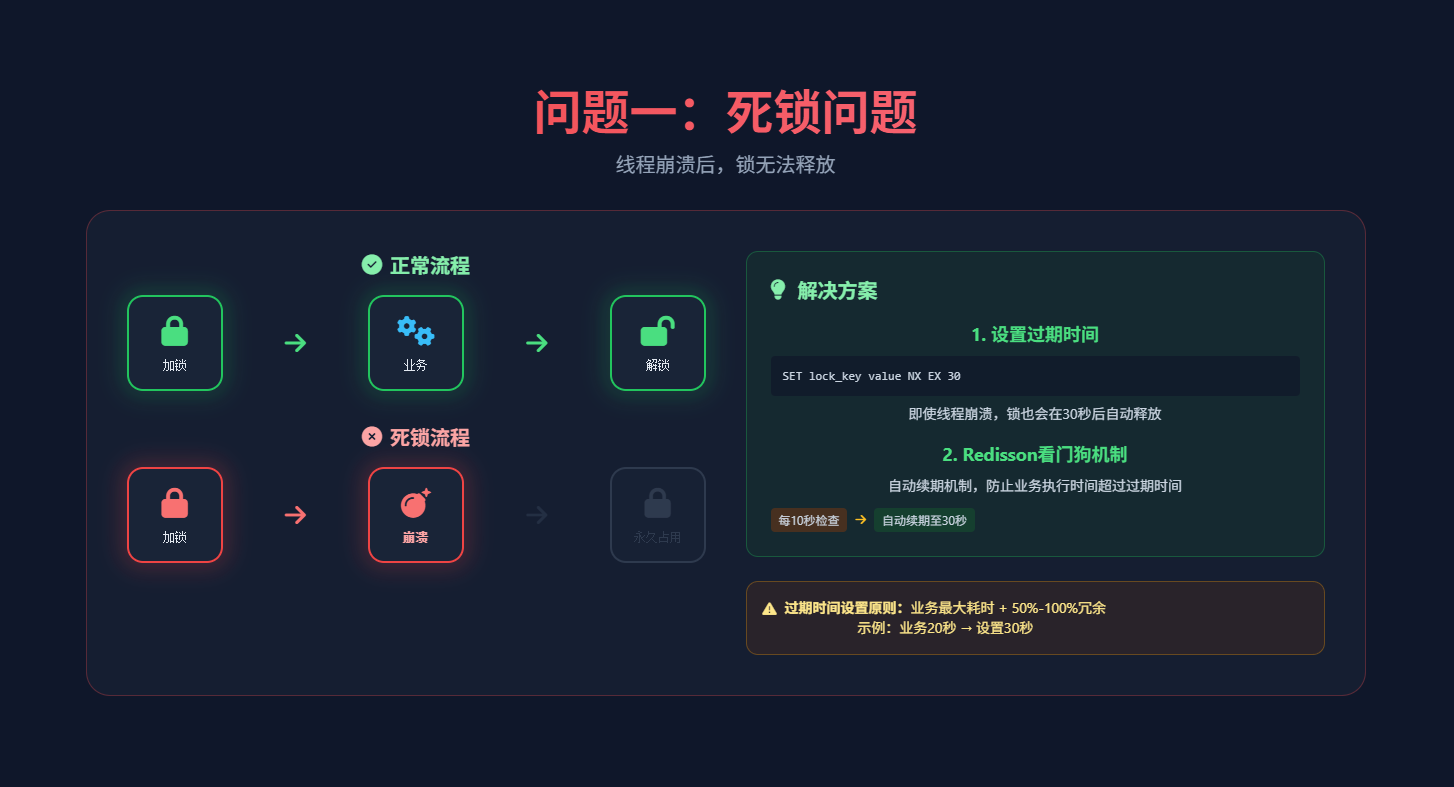 问题一：死锁问题
线程崩溃后，锁无法释放
正常流程
加锁
业务
解锁
死锁流程
加锁
崩溃
永久占用
解决方案
1. 设置过期时间
SET lock_key value NX EX 30
即使线程崩溃，锁也会在30秒后自动释放
2. Redisson看门狗机制
自动续期机制，防止业务执行时间超过过期时间
每10秒检查
自动续期至30秒
过期时间设置原则：业务最大耗时 + 50%-100%冗余
示例：业务20秒 → 设置30秒